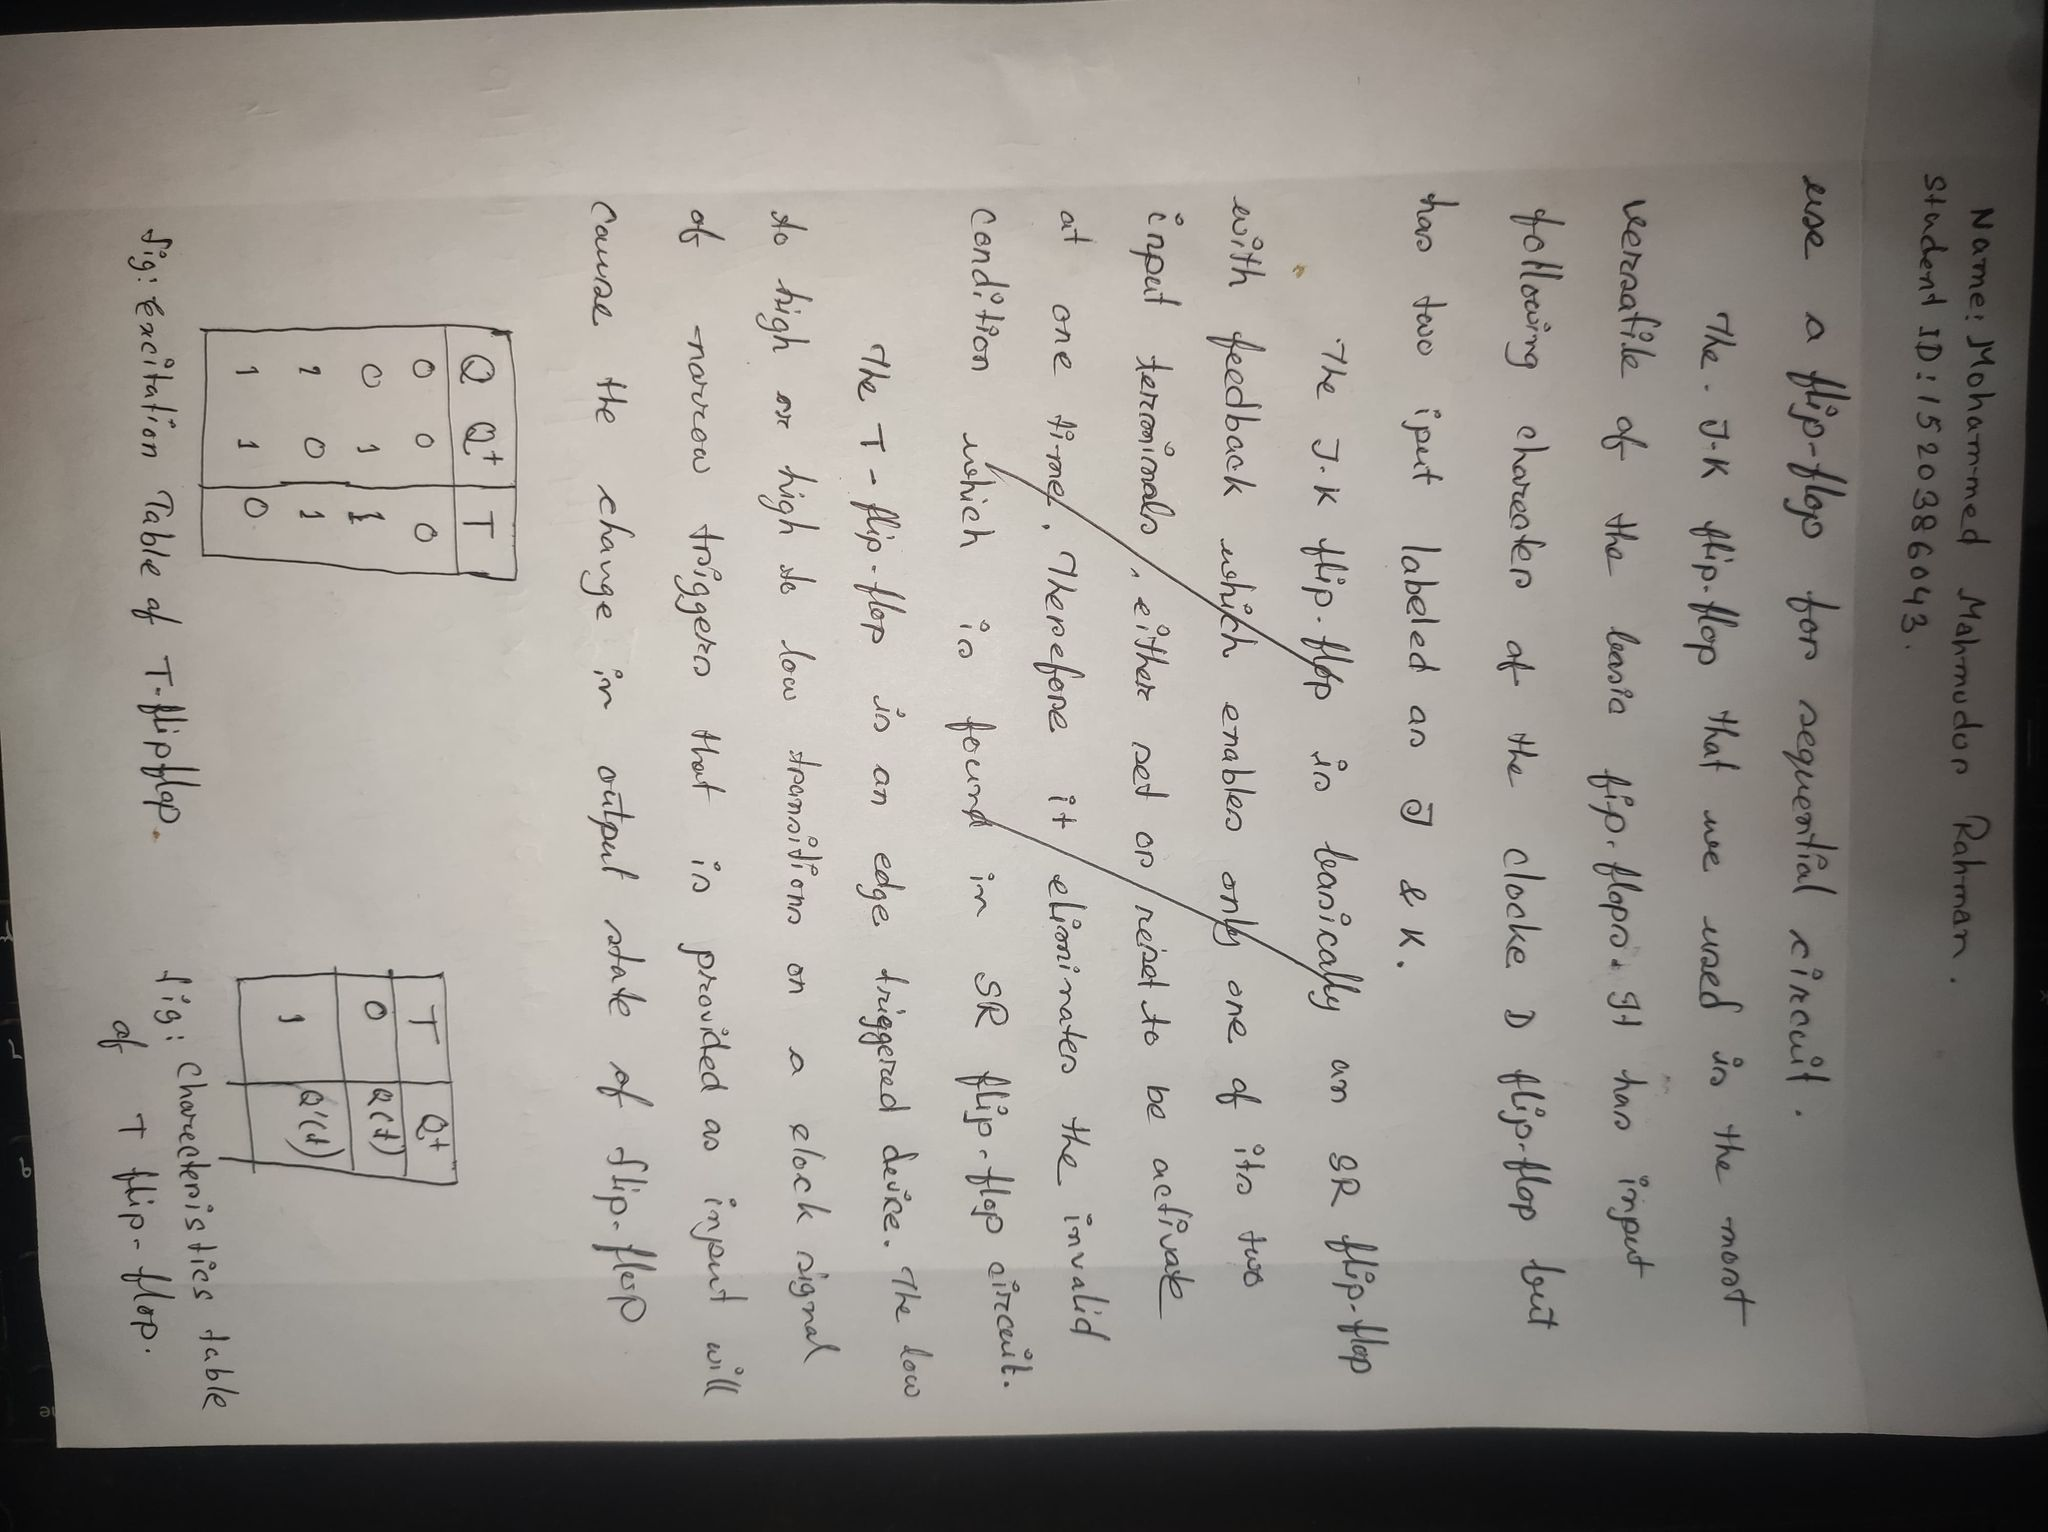 Name: Mohammed Mahmudur Rahman.
Student ID: 1520386043.
use a flip-flop for sequential circuit.
The J-K flip-flop that we used is the most
versatile of the basic flip-flops. It has input
following charecter of the clocke D flip-flop but
has two iput labeled as J & K.
The J-K flip-flop is basically an SR flip-flop
with feedback which enables only one of its two
input terminals, either set or reset to be activate
at one time. Therefore it eliminates the invalid
condition which is found in SR flip-flop circuit.
The T-flip-flop is an edge triggered device. The low
to high or high to low transitions on a clock signal
of narrow triggers that is provided as input will
cause the change in output state of flip-flop
Q Q+ T
0 0 0
0 1 1
1 0 1
1 1 0
fig: excitation Table of T-flipflop.
T Q+
0 Q(t)
1 Q'(t)
fig: charecteristics table
of T flip-flop.